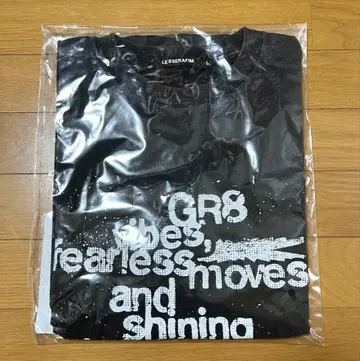 LE SSERAFIM
GR8
vibes,
fearless moves
and
shining